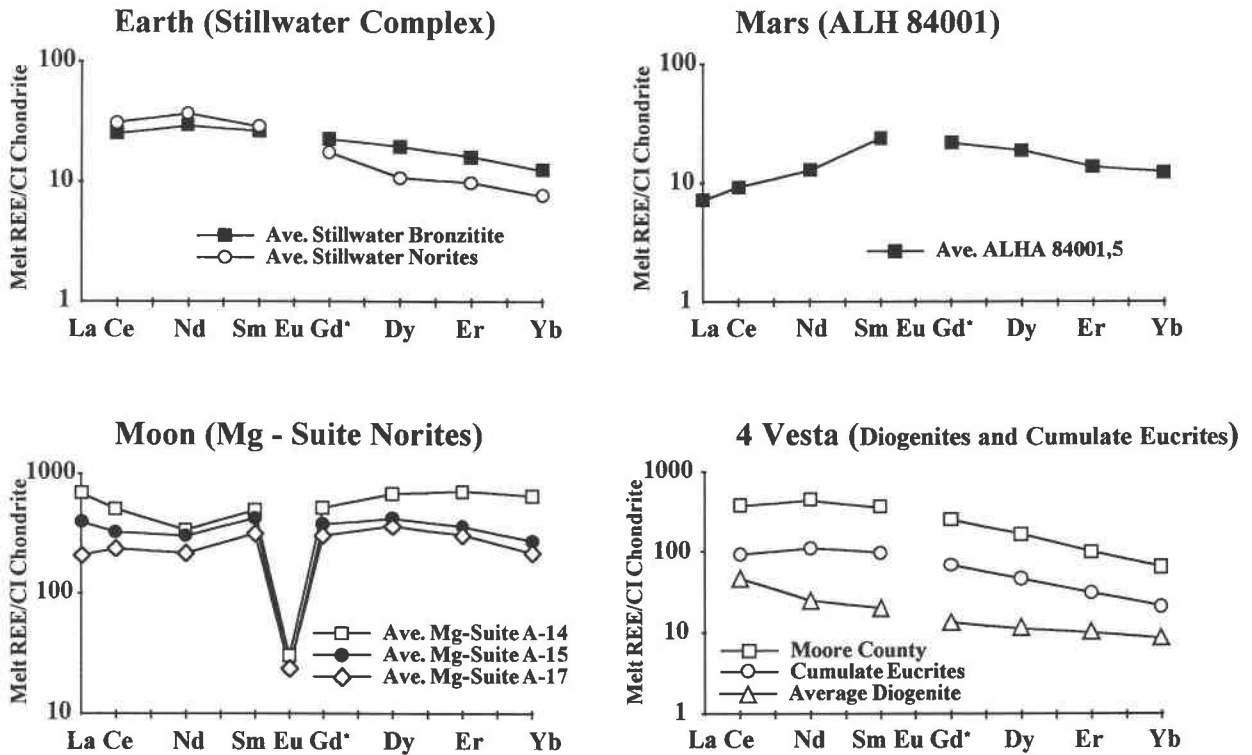 Earth (Stillwater Complex)
Melt REE/CI Chondrite
100
10
1
Ave. Stillwater Bronzitite
Ave. Stillwater Norites
La Ce Nd Sm Eu Gd* Dy Er Yb
Mars (ALH 84001)
Melt REE/CI Chondrite
100
10
1
Ave. ALHA 84001,5
La Ce Nd Sm Eu Gd* Dy Er Yb
Moon (Mg - Suite Norites)
Melt REE/CI Chondrite
1000
100
10
Ave. Mg-Suite A-14
Ave. Mg-Suite A-15
Ave. Mg-Suite A-17
La Ce Nd Sm Eu Gd* Dy Er Yb
4 Vesta (Diogenites and Cumulate Eucrites)
Melt REE/CI Chondrite
1000
100
10
1
Moore County
Cumulate Eucrites
Average Diogenite
La Ce Nd Sm Eu Gd* Dy Er Yb